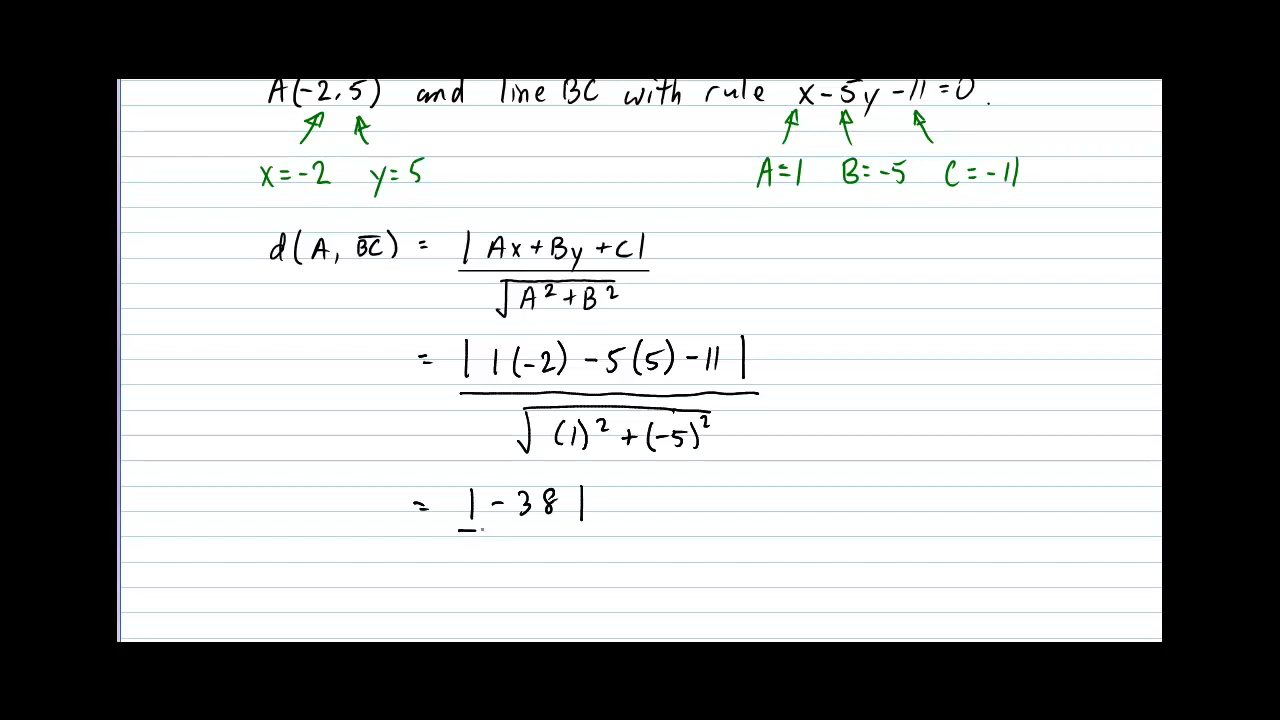 A(-2, 5) and line BC with rule x - 5y - 11 = 0.
x = -2 y = 5 A = 1 B = -5 C = -11
d(A, B̅C̅) = | Ax + By + C |
√A² + B²
= | 1(-2) - 5(5) - 11 |
√(1)² + (-5)²
= | - 38 |